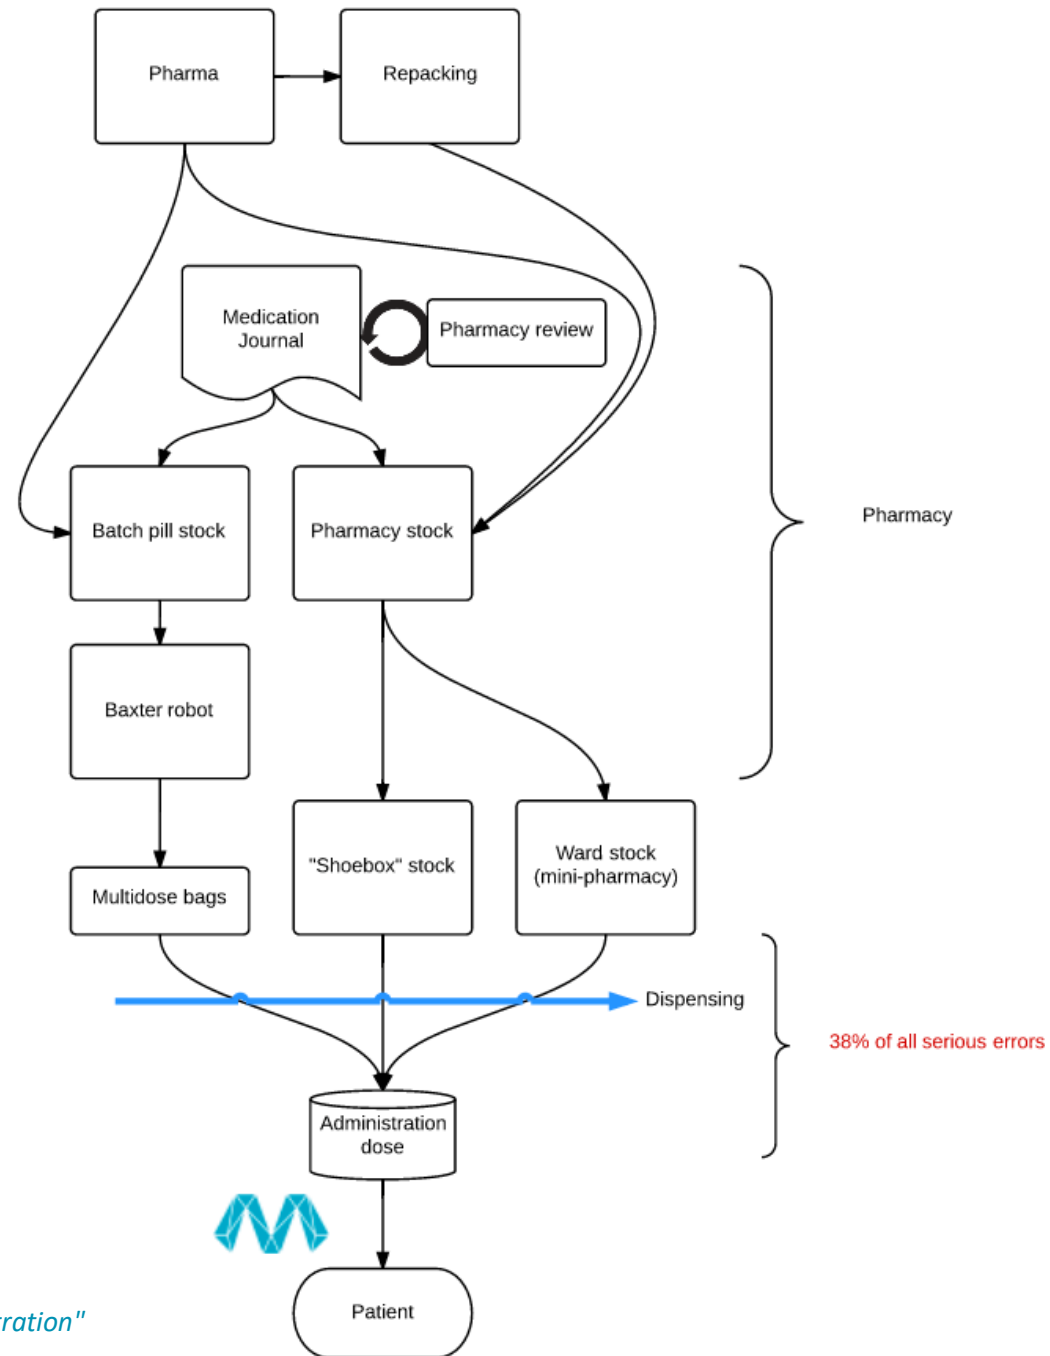 Pharma
Repacking
Medication
Journal
Pharmacy review
Batch pill stock
Pharmacy stock
Pharmacy
Baxter robot
"Shoebox" stock
Ward stock
(mini-pharmacy)
Multidose bags
Dispensing
38% of all serious errors
Administration
dose
Patient
ration"